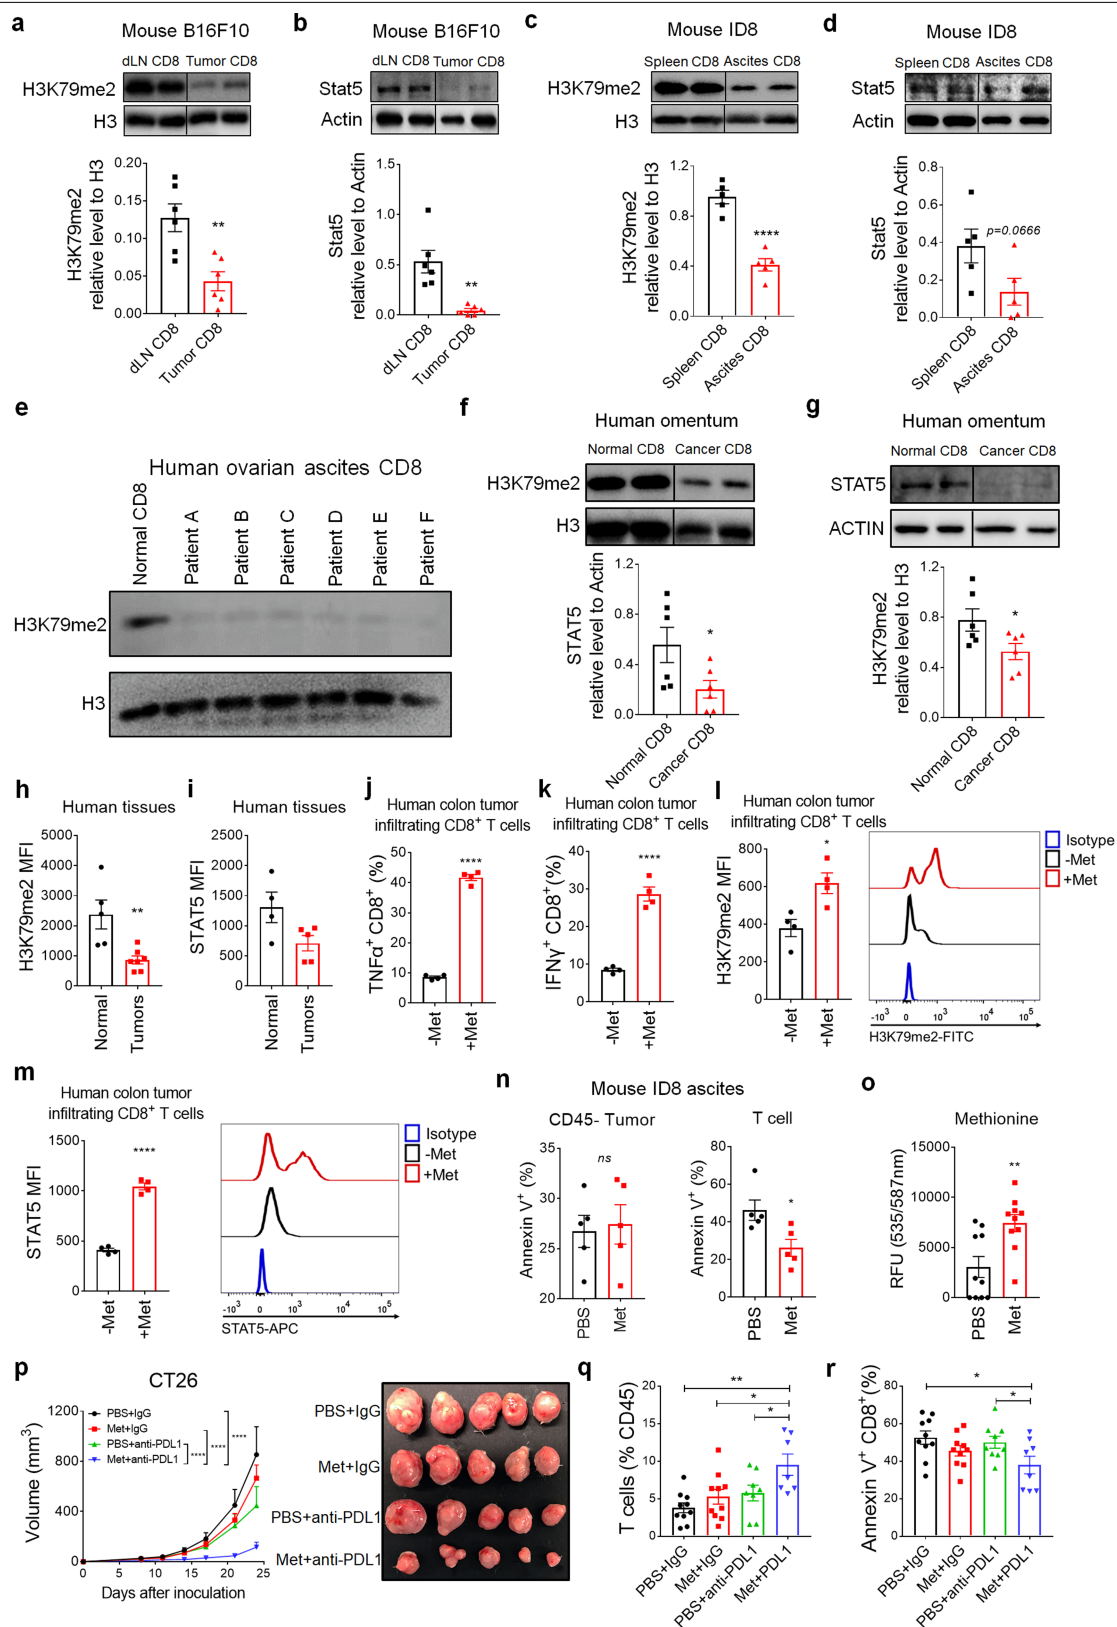 a
Mouse B16F10
dLN CD8 Tumor CD8
H3K79me2
H3
H3K79me2
relative level to H3
0.20
0.15
0.10
0.05
0.00
**
dLN CD8
Tumor CD8
b
Mouse B16F10
dLN CD8 Tumor CD8
Stat5
Actin
Stat5
relative level to Actin
1.5
1.0
0.5
0.0
**
dLN CD8
Tumor CD8
c
Mouse ID8
Spleen CD8 Ascites CD8
H3K79me2
H3
H3K79me2
relative level to H3
1.2
0.8
0.4
0.0
****
Spleen CD8
Ascites CD8
d
Mouse ID8
Spleen CD8 Ascites CD8
Stat5
Actin
Stat5
relative level to Actin
0.8
0.6
0.4
0.2
0.0
p=0.0666
Spleen CD8
Ascites CD8
e
Human ovarian ascites CD8
Normal CD8
Patient A
Patient B
Patient C
Patient D
Patient E
Patient F
H3K79me2
H3
f
Human omentum
Normal CD8 Cancer CD8
H3K79me2
H3
STAT5
relative level to Actin
1.2
0.8
0.4
0.0
*
Normal CD8
Cancer CD8
g
Human omentum
Normal CD8 Cancer CD8
STAT5
ACTIN
H3K79me2
relative level to H3
1.2
0.8
0.4
0.0
*
Normal CD8
Cancer CD8
h
Human tissues
H3K79me2 MFI
5000
4000
3000
2000
1000
0
**
Normal
Tumors
i
Human tissues
STAT5 MFI
2500
2000
1500
1000
500
0
Normal
Tumors
j
Human colon tumor
infiltrating CD8⁺ T cells
TNFα⁺ CD8⁺ (%)
50
40
30
20
10
0
****
-Met
+Met
k
Human colon tumor
infiltrating CD8⁺ T cells
IFNγ⁺ CD8⁺(%)
40
30
20
10
0
****
-Met
+Met
l
Human colon tumor
infiltrating CD8⁺ T cells
H3K79me2 MFI
800
600
400
200
0
*
-Met
+Met
Isotype
-Met
+Met
-10³ 0 10³ 10⁴ 10⁵
H3K79me2-FITC
m
Human colon tumor
infiltrating CD8⁺ T cells
STAT5 MFI
1500
1000
500
0
****
-Met
+Met
Isotype
-Met
+Met
-10³ 0 10³ 10⁴ 10⁵
STAT5-APC
n
Mouse ID8 ascites
CD45- Tumor
Annexin V⁺ (%)
35
30
25
20
ns
PBS
Met
T cell
Annexin V⁺ (%)
80
60
40
20
0
*
PBS
Met
o
Methionine
RFU (535/587nm)
15000
10000
5000
0
**
PBS
Met
p
CT26
Volume (mm³)
1200
800
400
0
PBS+IgG
Met+IgG
PBS+anti-PDL1
Met+anti-PDL1
****
****
****
0 5 10 15 20 25
Days after inoculation
PBS+IgG
Met+IgG
PBS+anti-PDL1
Met+anti-PDL1
q
T cells (% CD45)
20
15
10
5
0
**
*
*
PBS+IgG
Met+IgG
PBS+anti-PDL1
Met+PDL1
r
Annexin V⁺ CD8⁺(%)
80
60
40
20
0
*
*
PBS+IgG
Met+IgG
PBS+anti-PDL1
Met+PDL1